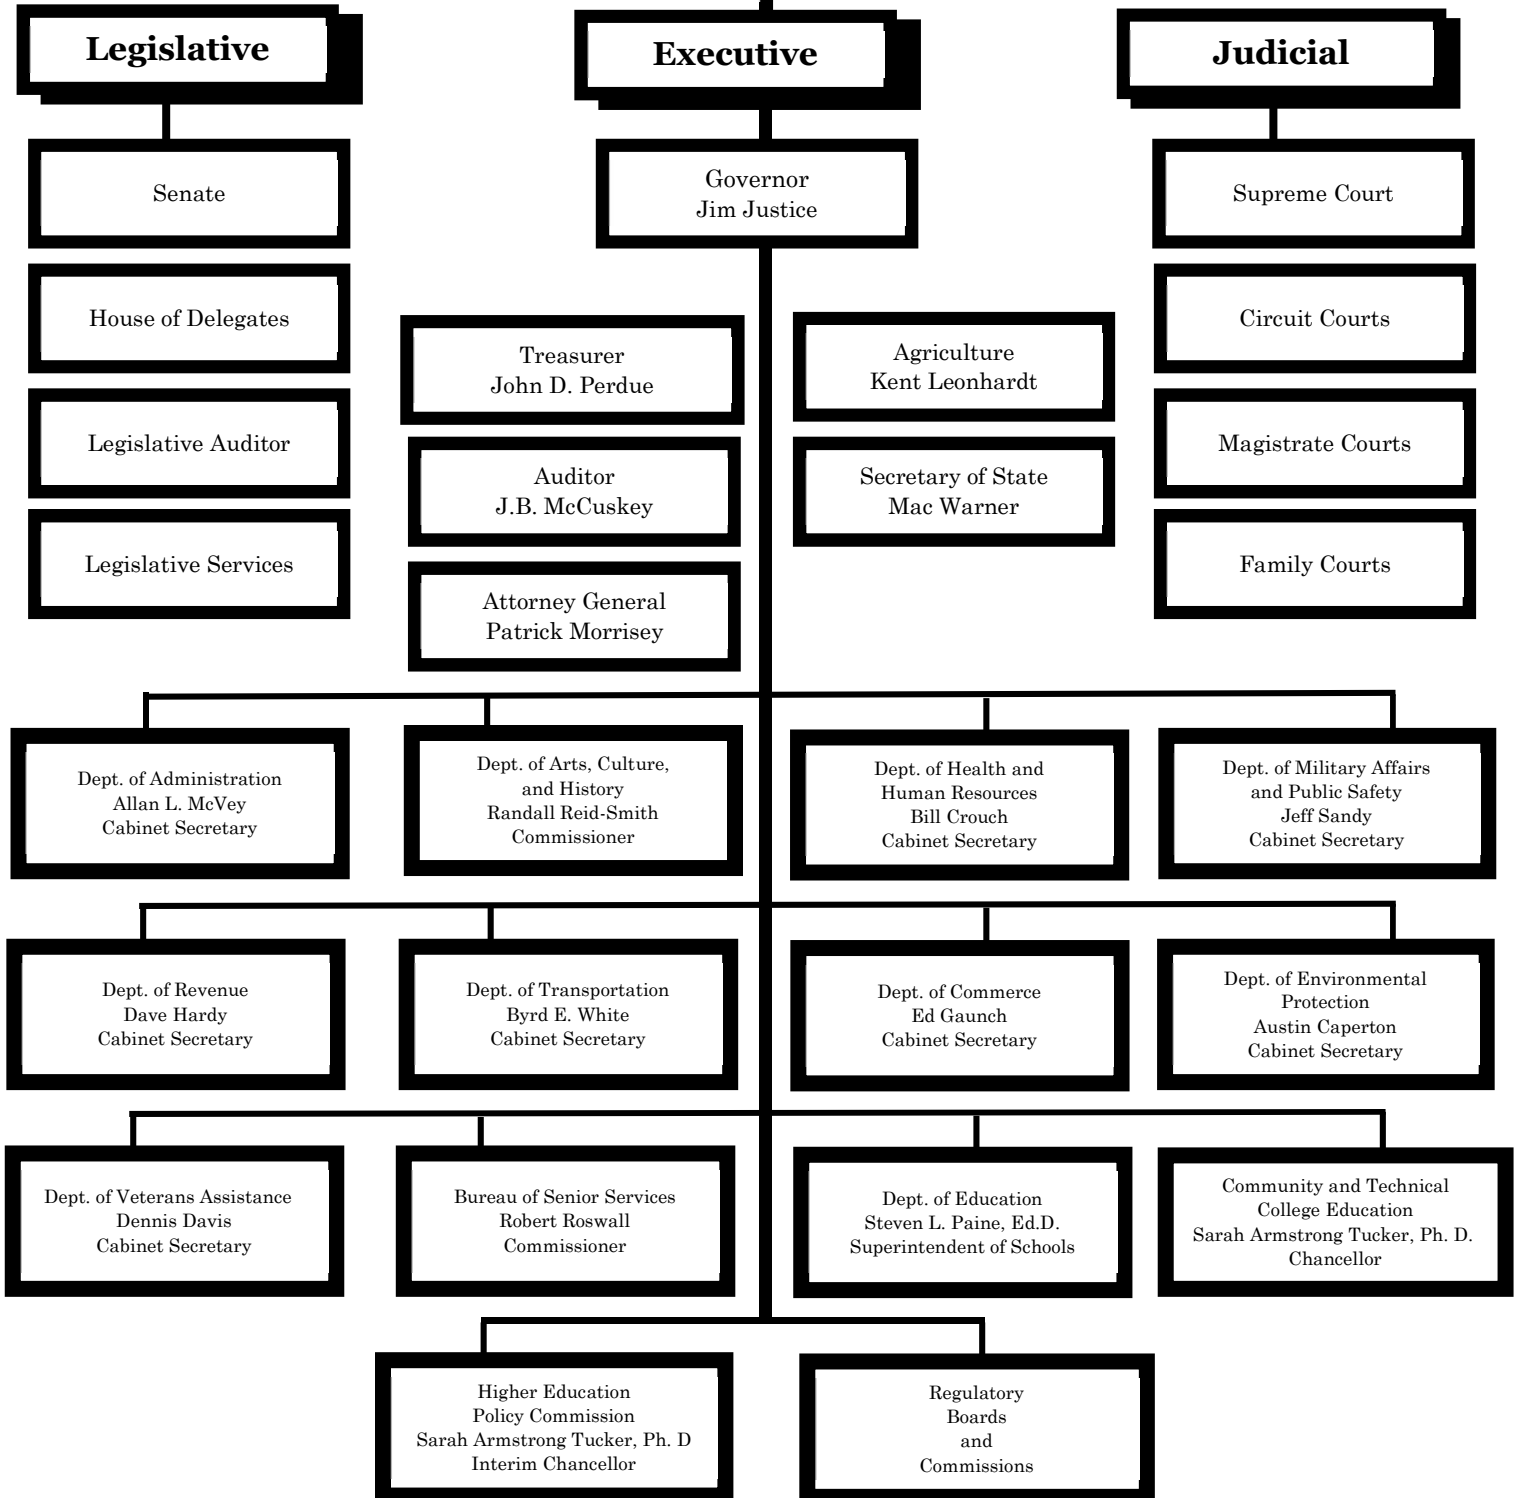 Legislative
Executive
Judicial
Senate
House of Delegates
Legislative Auditor
Legislative Services
Governor
Jim Justice
Treasurer
John D. Perdue
Auditor
J.B. McCuskey
Attorney General
Patrick Morrisey
Agriculture
Kent Leonhardt
Secretary of State
Mac Warner
Supreme Court
Circuit Courts
Magistrate Courts
Family Courts
Dept. of Administration
Allan L. McVey
Cabinet Secretary
Dept. of Arts, Culture,
and History
Randall Reid-Smith
Commissioner
Dept. of Health and
Human Resources
Bill Crouch
Cabinet Secretary
Dept. of Military Affairs
and Public Safety
Jeff Sandy
Cabinet Secretary
Dept. of Revenue
Dave Hardy
Cabinet Secretary
Dept. of Transportation
Byrd E. White
Cabinet Secretary
Dept. of Commerce
Ed Gaunch
Cabinet Secretary
Dept. of Environmental
Protection
Austin Caperton
Cabinet Secretary
Dept. of Veterans Assistance
Dennis Davis
Cabinet Secretary
Bureau of Senior Services
Robert Roswall
Commissioner
Dept. of Education
Steven L. Paine, Ed.D.
Superintendent of Schools
Community and Technical
College Education
Sarah Armstrong Tucker, Ph. D.
Chancellor
Higher Education
Policy Commission
Sarah Armstrong Tucker, Ph. D
Interim Chancellor
Regulatory
Boards
and
Commissions